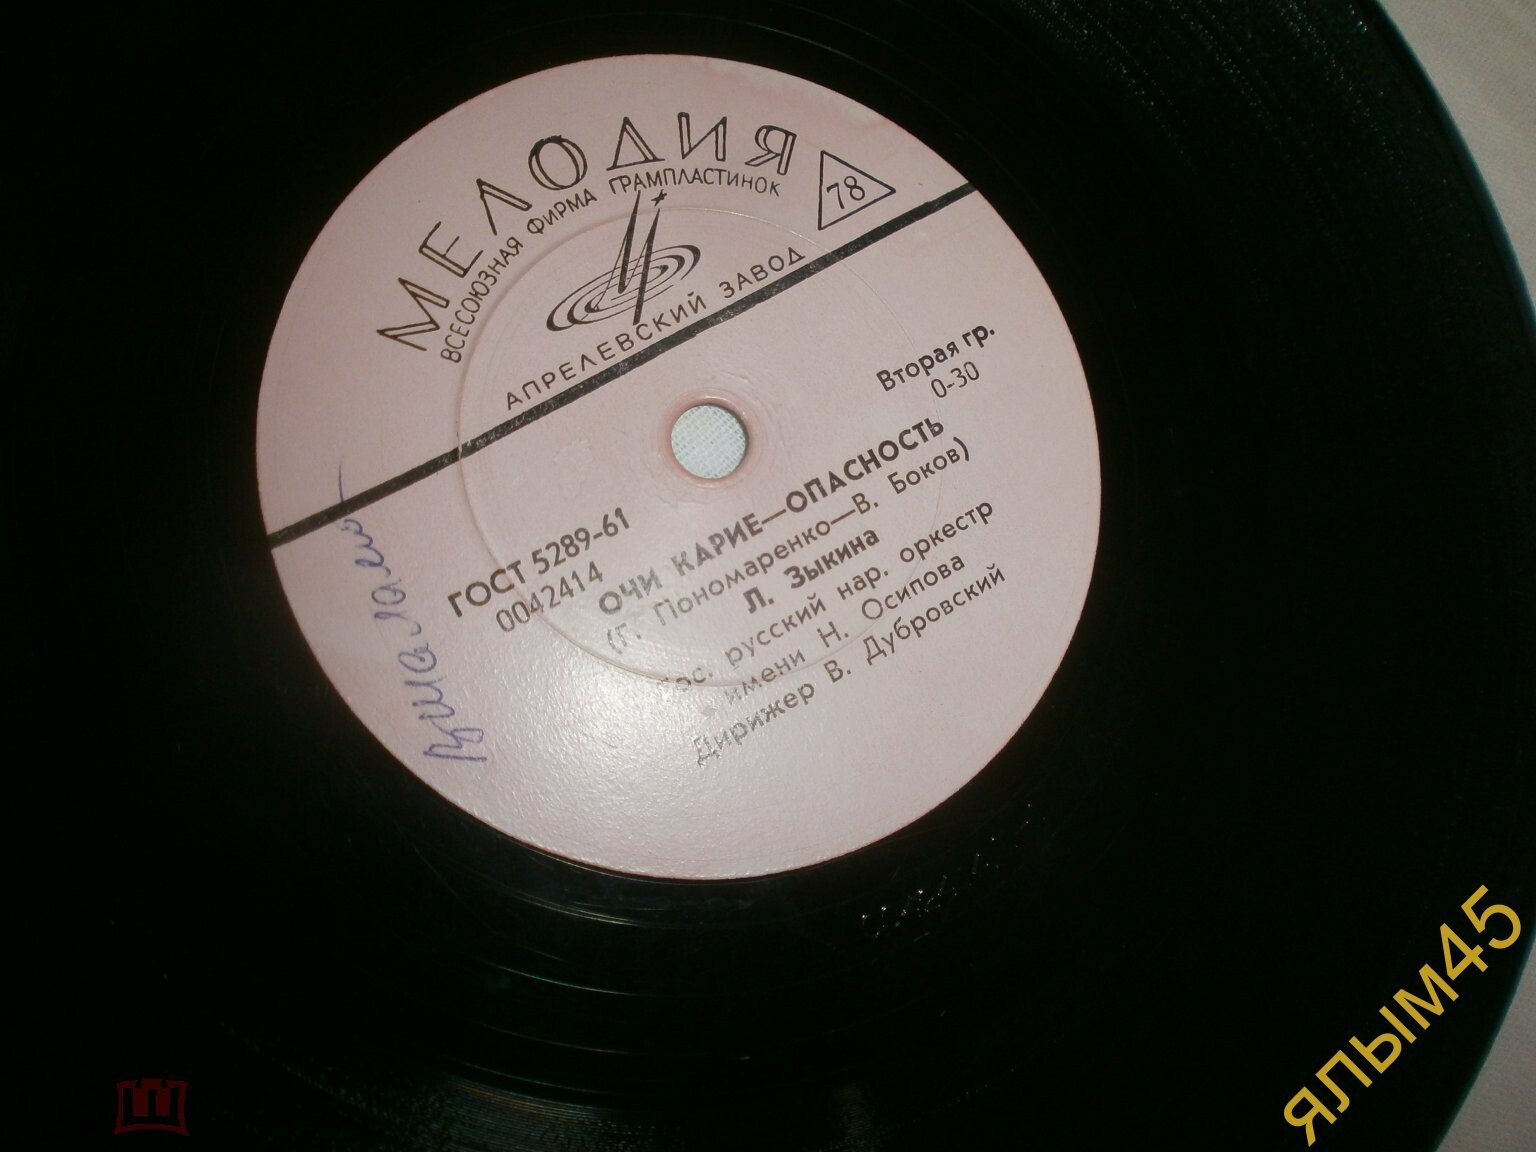 МЕЛОДИЯ
ВСЕСОЮЗНАЯ ФИРМА ГРАМПЛАСТИНОК
78
АПРЕЛЕВСКИЙ ЗАВОД
Вторая гр.
0-30
ГОСТ 5289-61
0042414
ОЧИ КАРИЕ—ОПАСНОСТЬ
(Г. Пономаренко—В. Боков)
Л. Зыкина
Гос. русский нар. оркестр
имени Н. Осипова
Дирижер В. Дубровский
ялым45